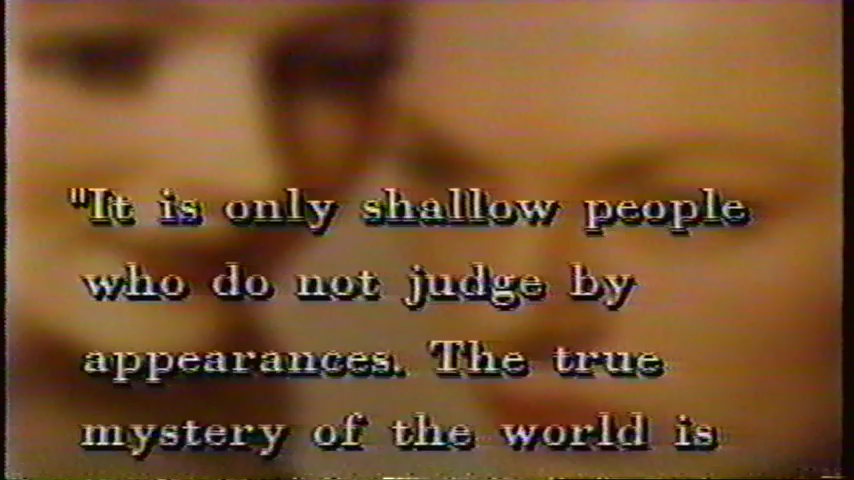 "It is only shallow people
who do not judge by
appearances. The true
mystery of the world is